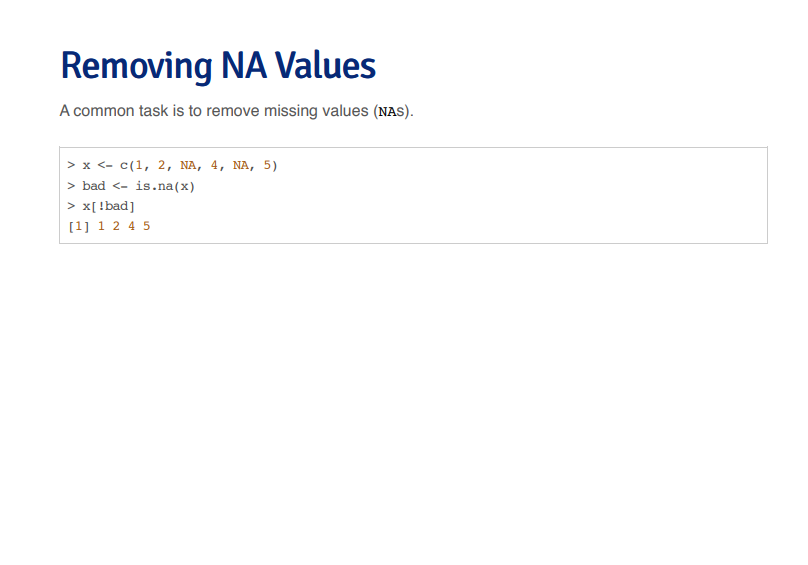 Removing NA Values
A common task is to remove missing values (NAs).
> x <- c(1, 2, NA, 4, NA, 5)
> bad <- is.na(x)
> x[!bad]
[1] 1 2 4 5